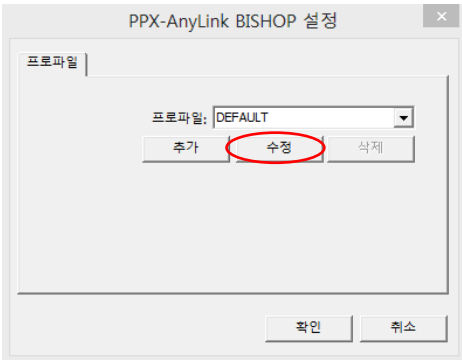 PPX-AnyLink BISHOP 설정
프로파일
프로파일: DEFAULT
추가 수정 삭제
확인 취소